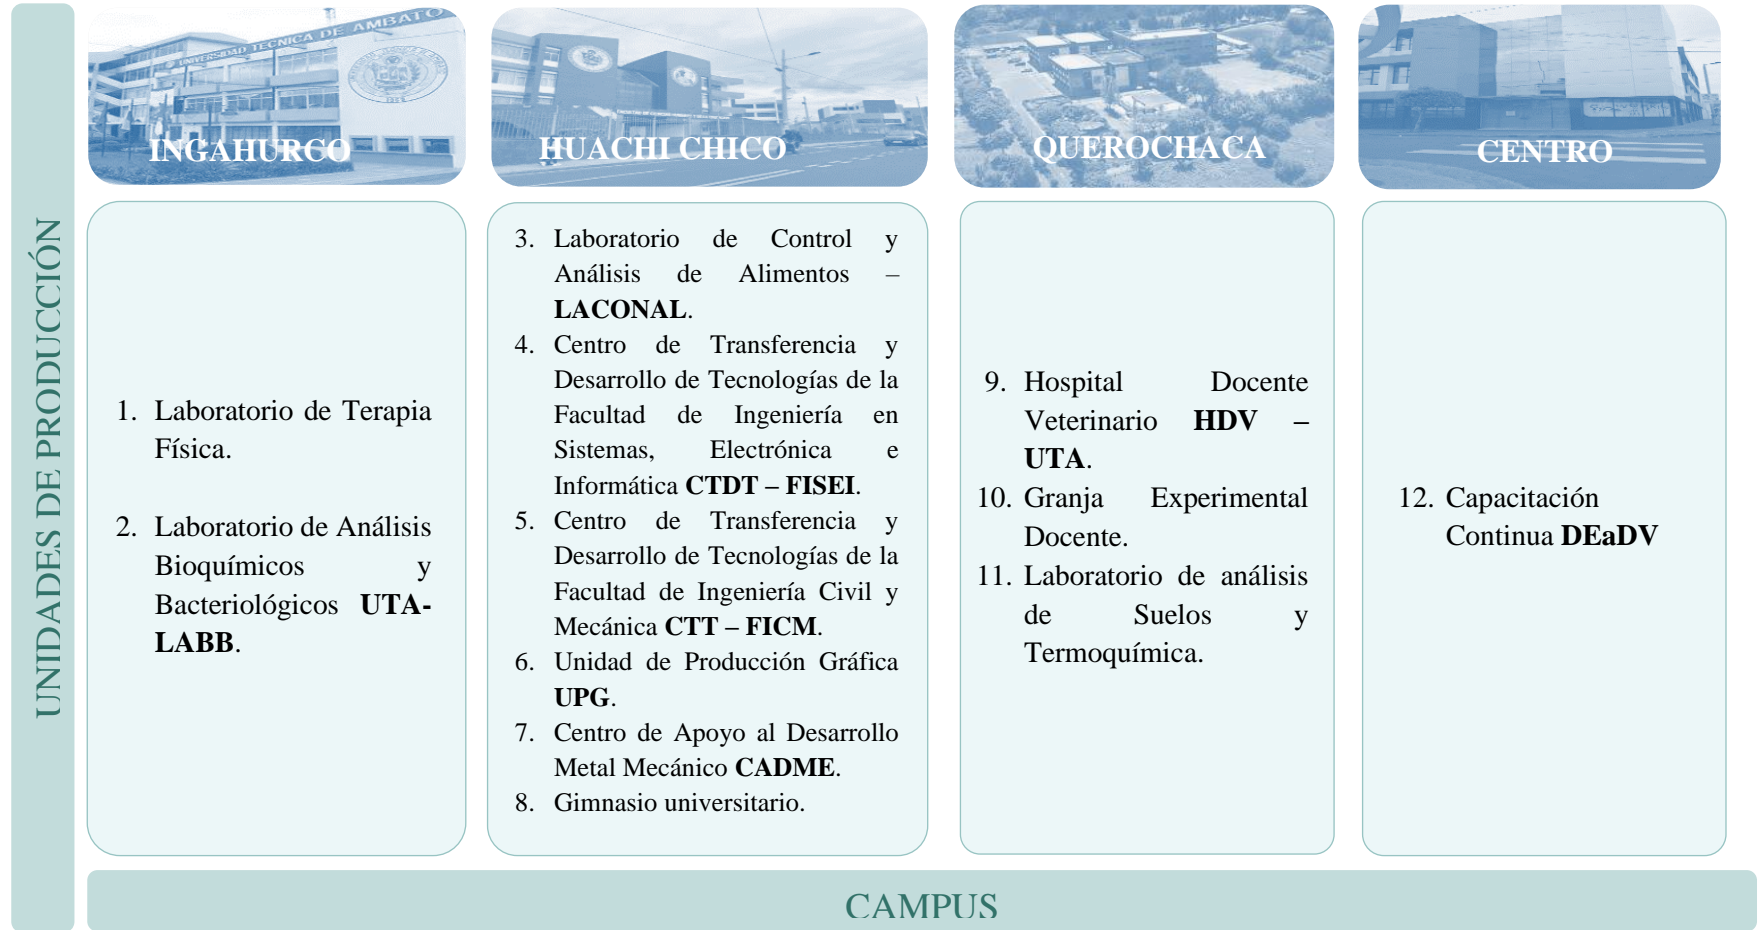 UNIDADES DE PRODUCCIÓN
UNIVERSIDAD TECNICA DE AMBATO
INGAHURCO
1. Laboratorio de Terapia
Física.
2. Laboratorio de Análisis
Bioquímicos y
Bacteriológicos UTA-
LABB.
HUACHI CHICO
3. Laboratorio de Control y
Análisis de Alimentos –
LACONAL.
4. Centro de Transferencia y
Desarrollo de Tecnologías de la
Facultad de Ingeniería en
Sistemas, Electrónica e
Informática CTDT – FISEI.
5. Centro de Transferencia y
Desarrollo de Tecnologías de la
Facultad de Ingeniería Civil y
Mecánica CTT – FICM.
6. Unidad de Producción Gráfica
UPG.
7. Centro de Apoyo al Desarrollo
Metal Mecánico CADME.
8. Gimnasio universitario.
QUEROCHACA
9. Hospital Docente
Veterinario HDV –
UTA.
10. Granja Experimental
Docente.
11. Laboratorio de análisis
de Suelos y
Termoquímica.
CENTRO
12. Capacitación
Continua DEaDV
CAMPUS